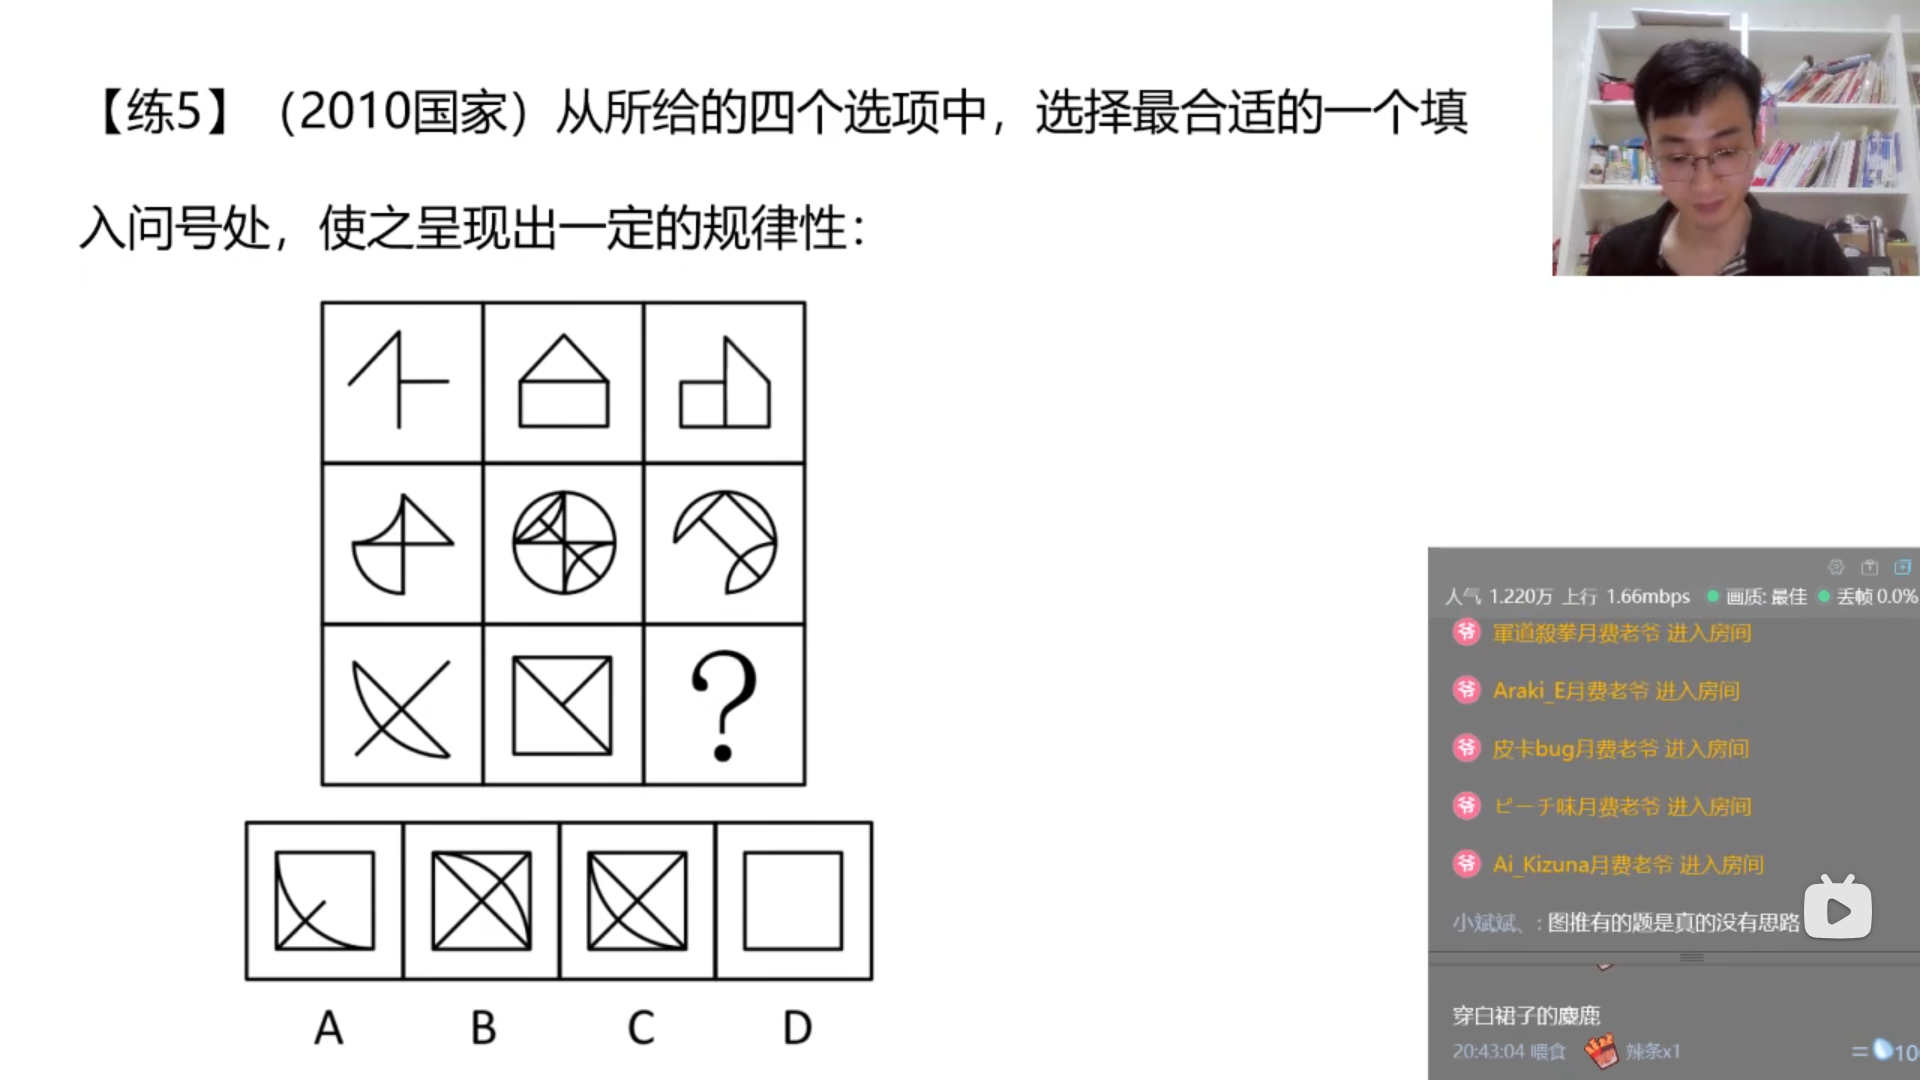 【练5】（2010国家）从所给的四个选项中，选择最合适的一个填
入问号处，使之呈现出一定的规律性：
?
A B C D
人气 1.220万 上行 1.66mbps 画质: 最佳 丢帧 0.0%
爷 軍道殺拳月费老爷 进入房间
爷 Araki_E月费老爷 进入房间
爷 皮卡bug月费老爷 进入房间
爷 ピーチ味月费老爷 进入房间
爷 Ai_Kizuna月费老爷 进入房间
小斌斌、: 图推有的题是真的没有思路
穿白裙子的麋鹿
20:43:04 喂食 辣条x1
=10